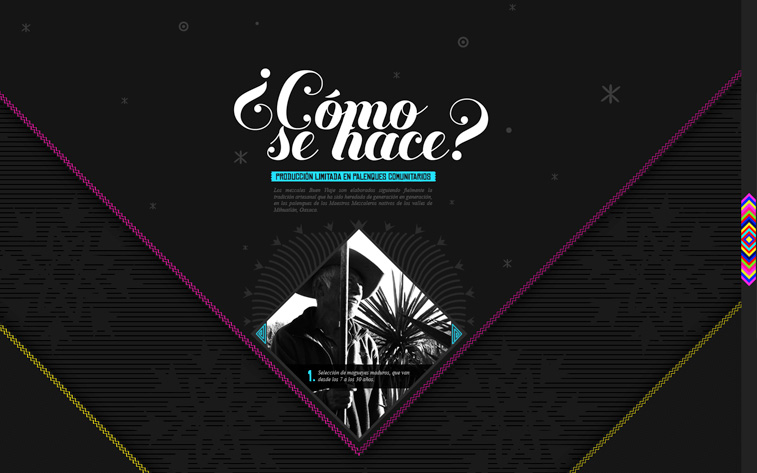 ¿Cómo
se hace?
PRODUCCIÓN LIMITADA EN PALENQUES COMUNITARIOS
Los mezcales Buen Viaje son elaborados siguiendo fielmente la
tradición artesanal que ha sido heredada de generación en generación,
en los palenques de los Maestros Mezcaleros nativos de los valles de
Oaxaca.
1. Selección de magueyes maduros, que van
desde los 7 a los 10 años.